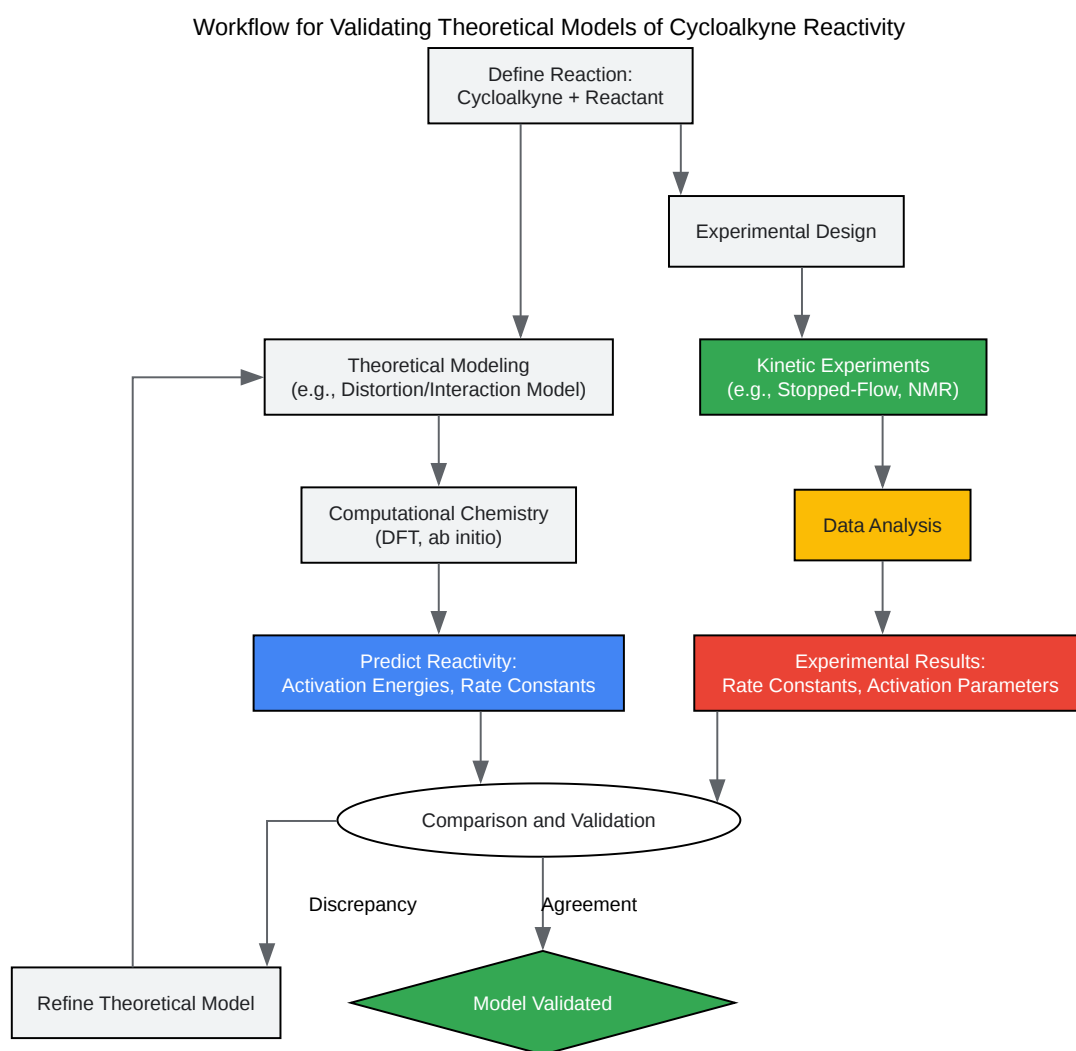 Workflow for Validating Theoretical Models of Cycloalkyne Reactivity
Define Reaction:
Cycloalkyne + Reactant
Experimental Design
Theoretical Modeling
(e.g., Distortion/Interaction Model)
Kinetic Experiments
(e.g., Stopped-Flow, NMR)
Computational Chemistry
(DFT, ab initio)
Data Analysis
Predict Reactivity:
Activation Energies, Rate Constants
Experimental Results:
Rate Constants, Activation Parameters
Comparison and Validation
Discrepancy
Agreement
Refine Theoretical Model
Model Validated